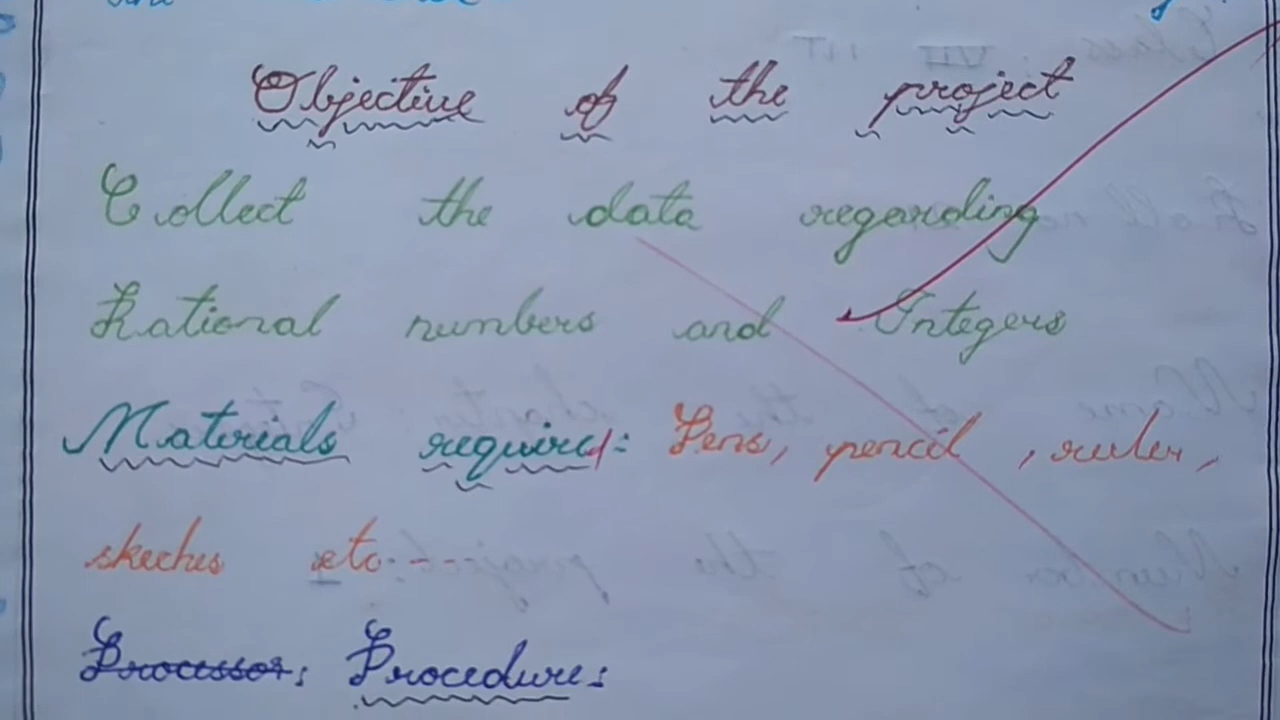 Objective of the project
Collect the data regarding
Rational numbers and Integers
Materials required: Pens, pencil, ruler,
skeches etc.---
Processor: Procedure: